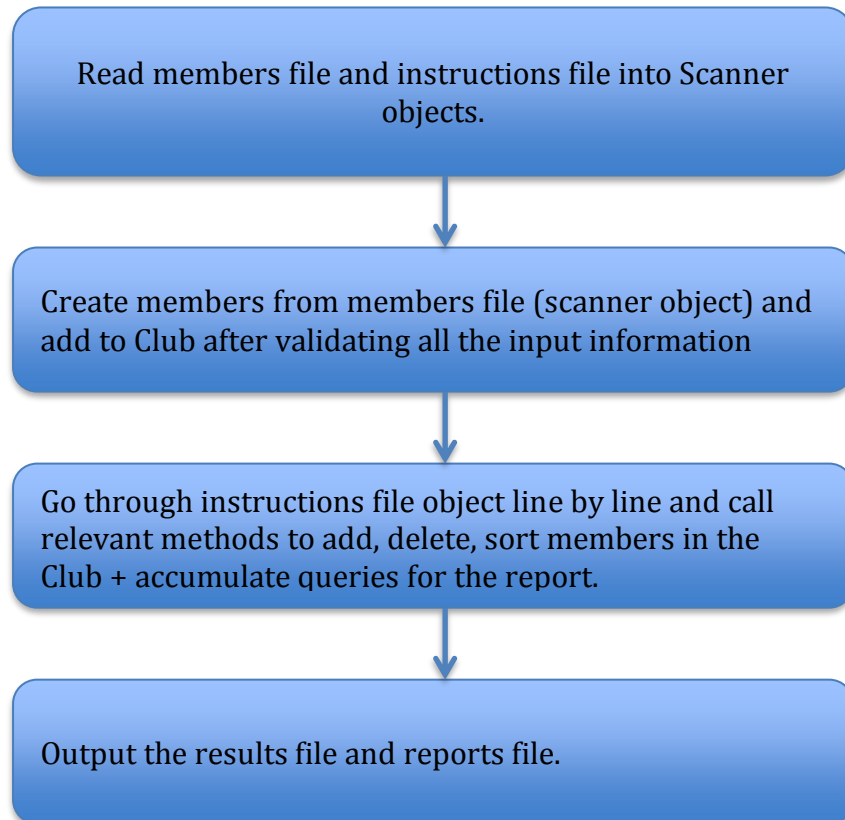 Read members file and instructions file into Scanner
objects.
Create members from members file (scanner object) and
add to Club after validating all the input information
Go through instructions file object line by line and call
relevant methods to add, delete, sort members in the
Club + accumulate queries for the report.
Output the results file and reports file.